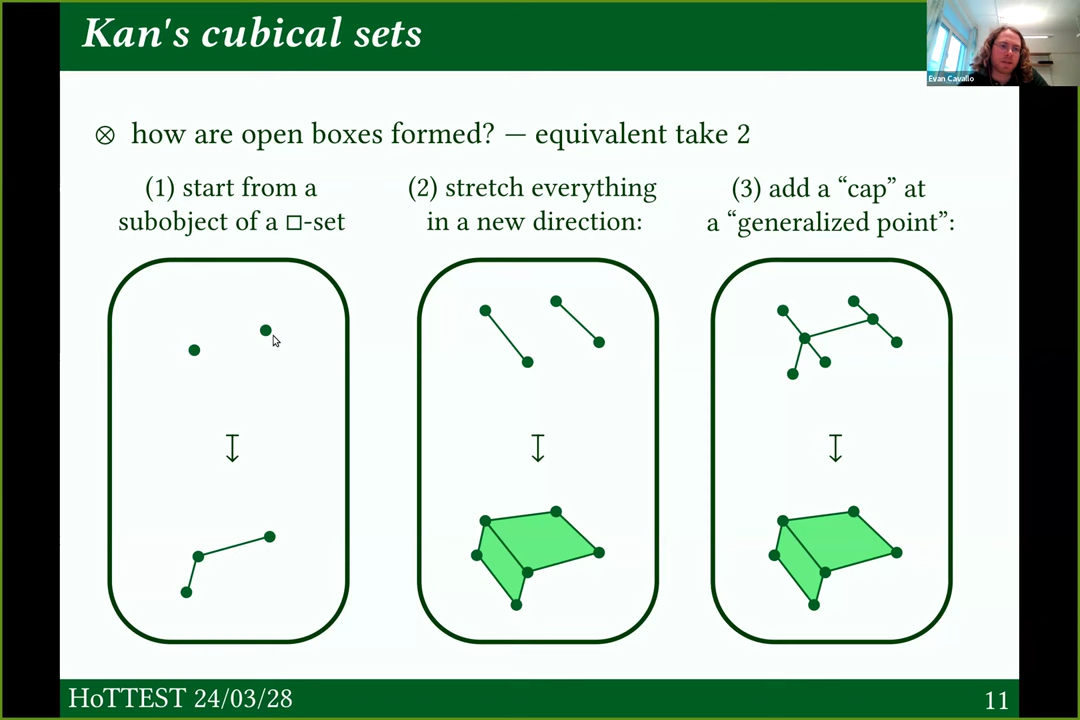 Kan's cubical sets
Evan Cavallo
⊗ how are open boxes formed? — equivalent take 2
(1) start from a
subobject of a □-set
(2) stretch everything
in a new direction:
(3) add a “cap” at
a “generalized point”:
HoTTEST 24/03/28
11